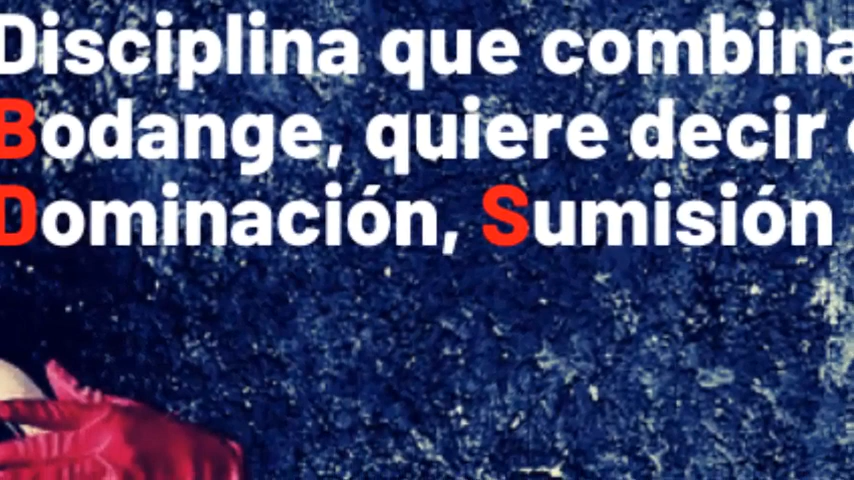 Disciplina que combina
Bodange, quiere decir
Dominación, Sumisión